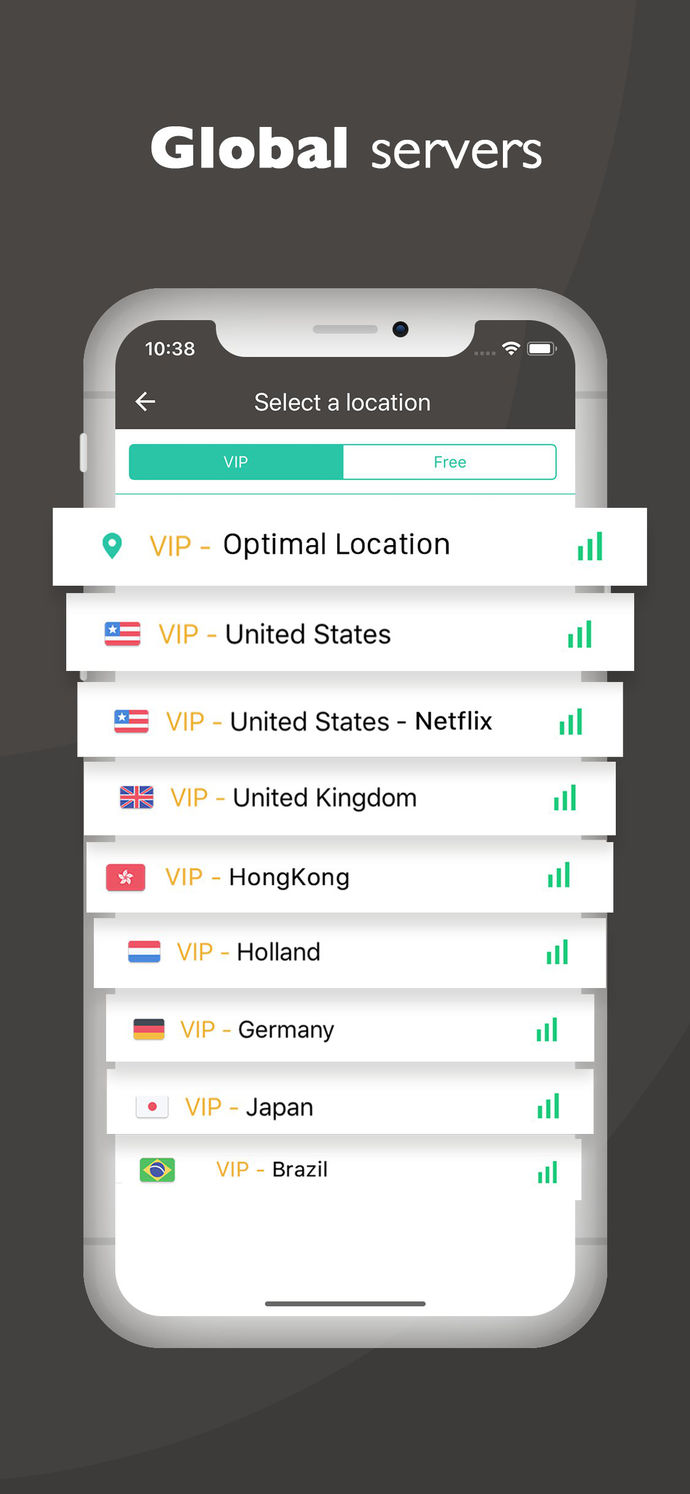 Global servers
10:38
Select a location
VIP Free
VIP - Optimal Location
VIP - United States
VIP - United States - Netflix
VIP - United Kingdom
VIP - HongKong
VIP - Holland
VIP - Germany
VIP - Japan
VIP - Brazil